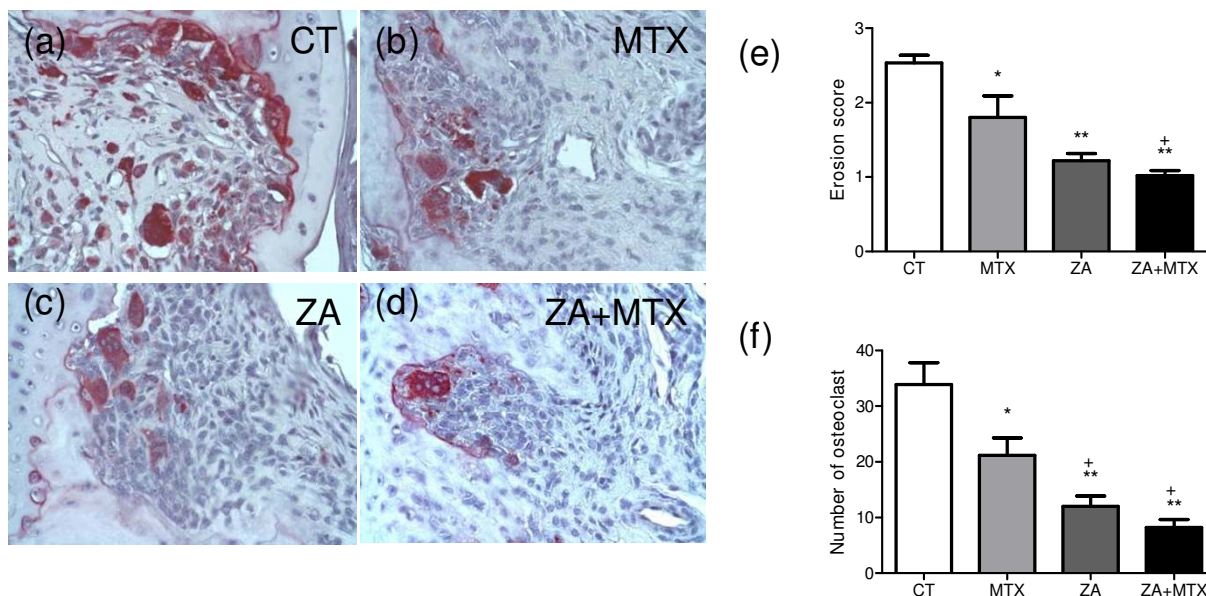 (a) CT
(b) MTX
(c) ZA
(d) ZA+MTX
(e)
Erosion score
3
2
1
0
*
**
+
**
CT MTX ZA ZA+MTX
(f)
Number of osteoclast
40
30
20
10
0
*
+
**
+
**
CT MTX ZA ZA+MTX